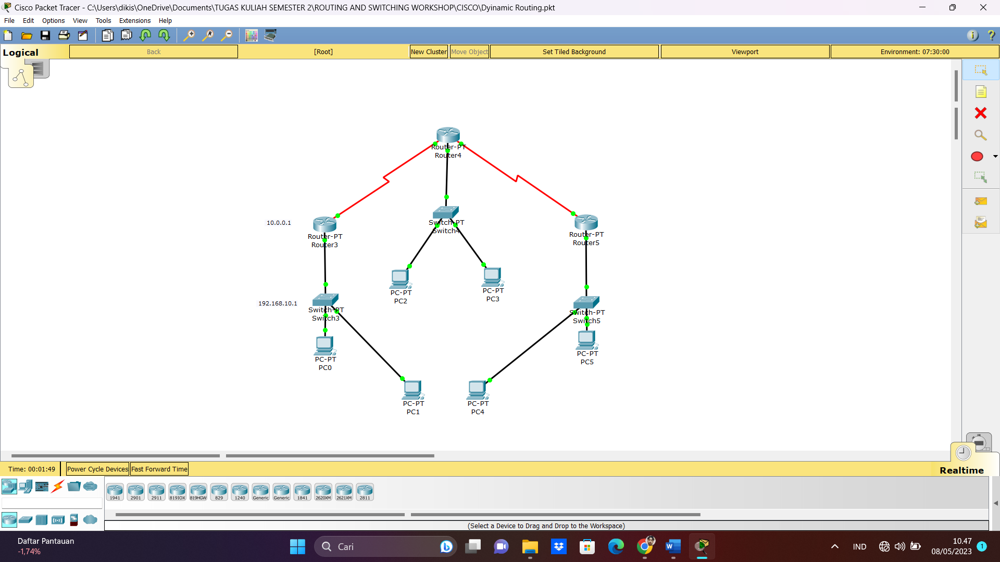 Cisco Packet Tracer - C:\Users\dikis\OneDrive\Documents\TUGAS KULIAH SEMESTER 2\ROUTING AND SWITCHING WORKSHOP\CISCO\Dyinamic Routing.pkt
File Edit Options View Tools Extensions Help
Logical Back [Root] New Cluster Move Object Set Tiled Background Viewport Environment: 07:30:00
Router-PT
Router4
10.0.0.1
Router-PT
Router3
Switch-PT
Switch4
Router-PT
Router5
PC-PT
PC2
PC-PT
PC3
192.168.10.1
Switch-PT
Switch3
Switch-PT
Switch5
PC-PT
PC0
PC-PT
PC5
PC-PT
PC1
PC-PT
PC4
Time: 00:01:49 Power Cycle Devices Fast Forward Time
Realtime
1941 2901 2911 819IOX 819HGW 829 1240 Generic Generic 1841 2620XM 2621XM 2811
(Select a Device to Drag and Drop to the Workspace)
Daftar Pantauan
-1,74%
Cari
IND
10.47
08/05/2023
1